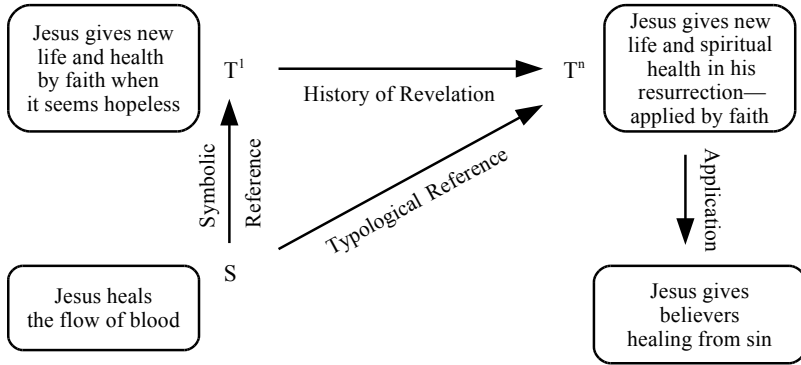 Jesus gives new
life and health
by faith when
it seems hopeless
T¹
History of Revelation
Tⁿ
Jesus gives new
life and spiritual
health in his
resurrection—
applied by faith
Symbolic
Reference
Typological Reference
Application
S
Jesus heals
the flow of blood
Jesus gives
believers
healing from sin